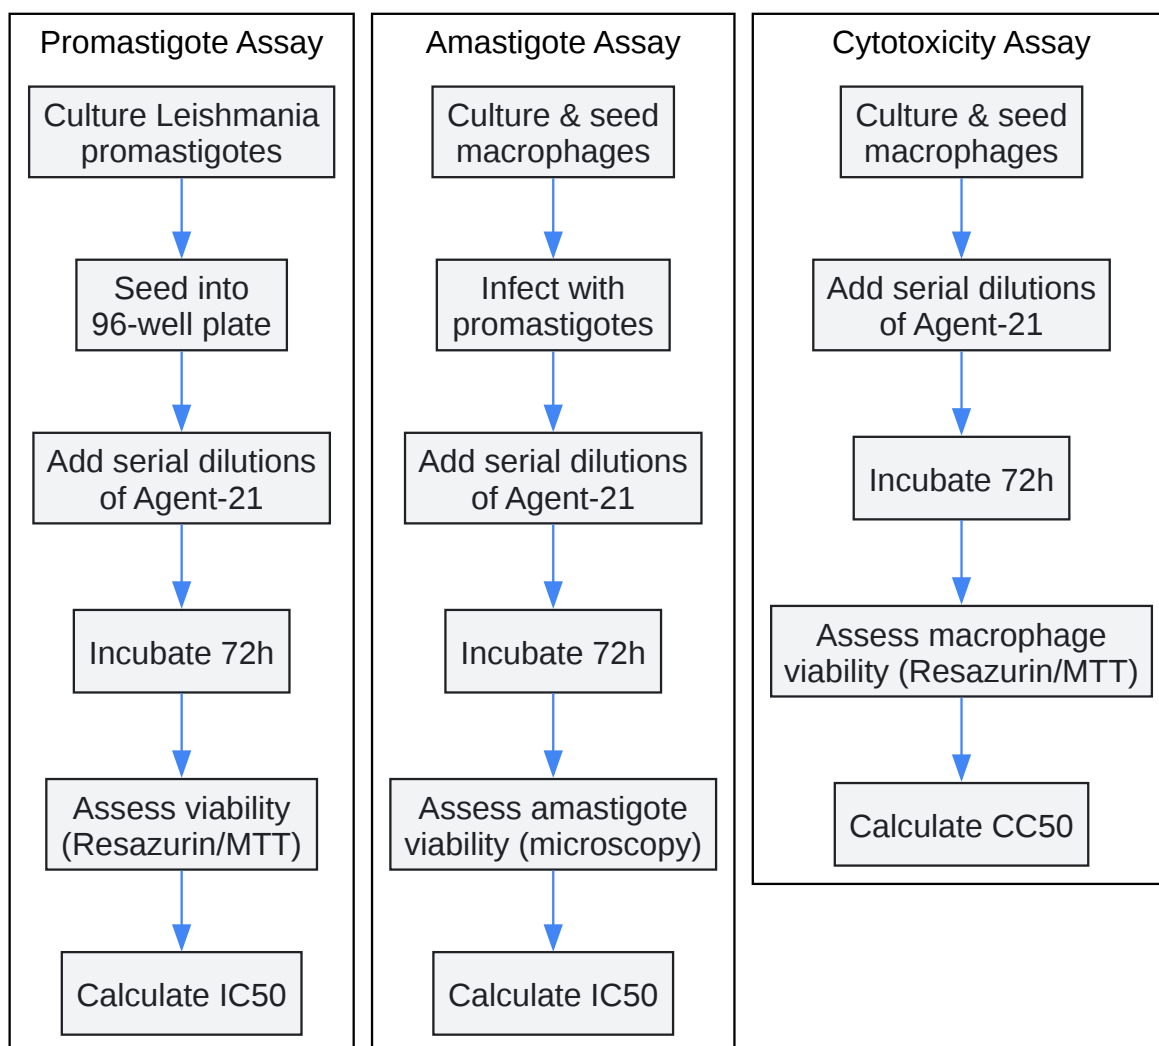 Promastigote Assay
Culture Leishmania
promastigotes
Seed into
96-well plate
Add serial dilutions
of Agent-21
Incubate 72h
Assess viability
(Resazurin/MTT)
Calculate IC50
Amastigote Assay
Culture & seed
macrophages
Infect with
promastigotes
Add serial dilutions
of Agent-21
Incubate 72h
Assess amastigote
viability (microscopy)
Calculate IC50
Cytotoxicity Assay
Culture & seed
macrophages
Add serial dilutions
of Agent-21
Incubate 72h
Assess macrophage
viability (Resazurin/MTT)
Calculate CC50